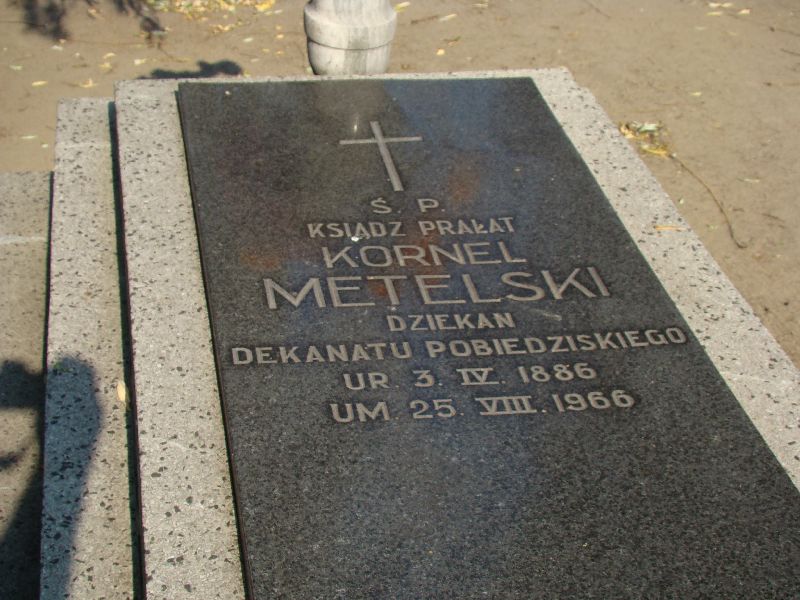 Ś. P.
KSIĄDZ PRAŁAT
KORNEL
METELSKI
DZIEKAN
DEKANATU POBIEDZISKIEGO
UR. 3. IV. 1886
UM. 25. VIII. 1966